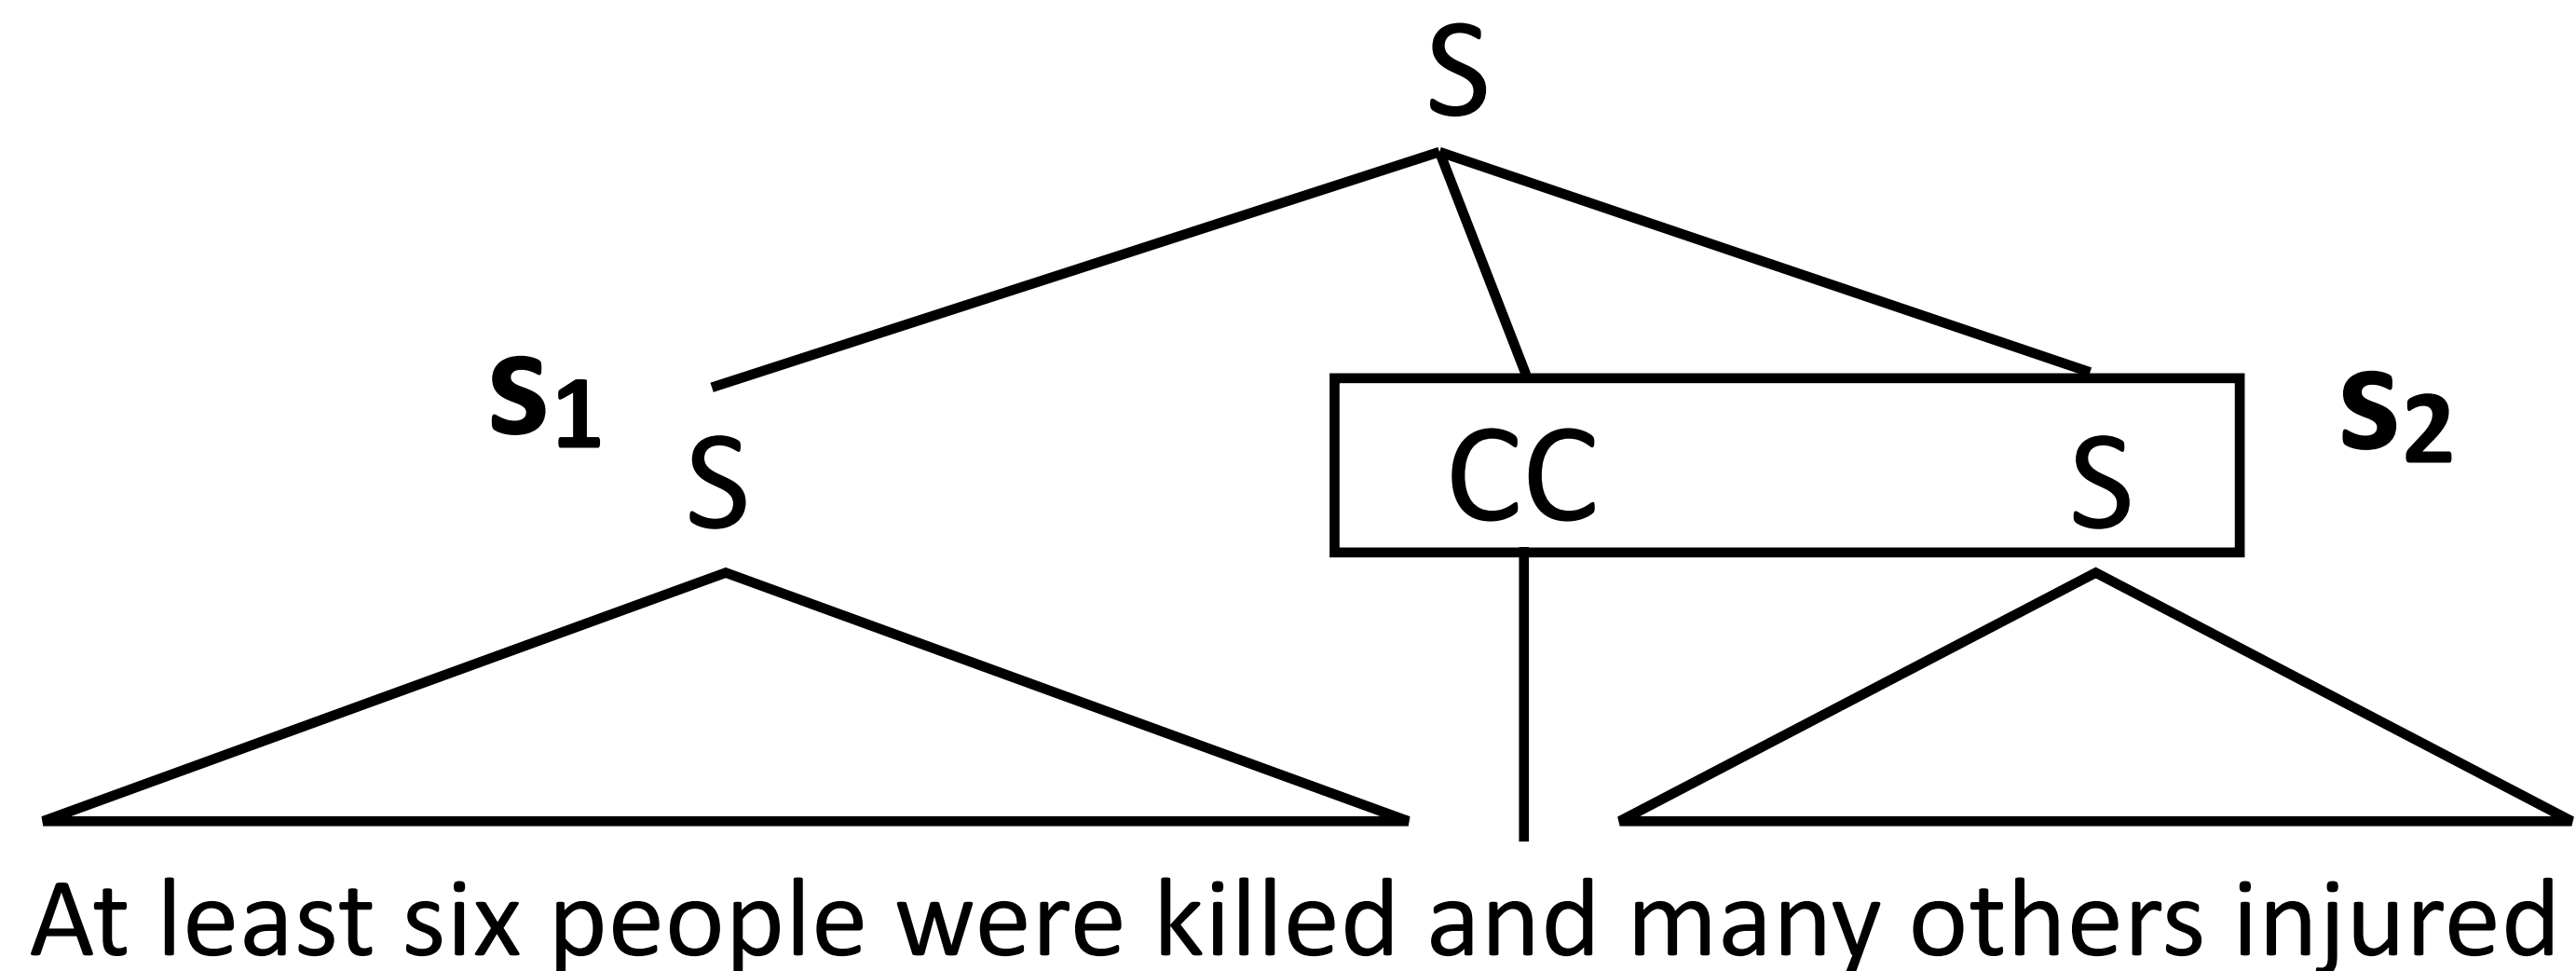 S
s1
S
CC
S
s2
At least six people were killed and many others injured